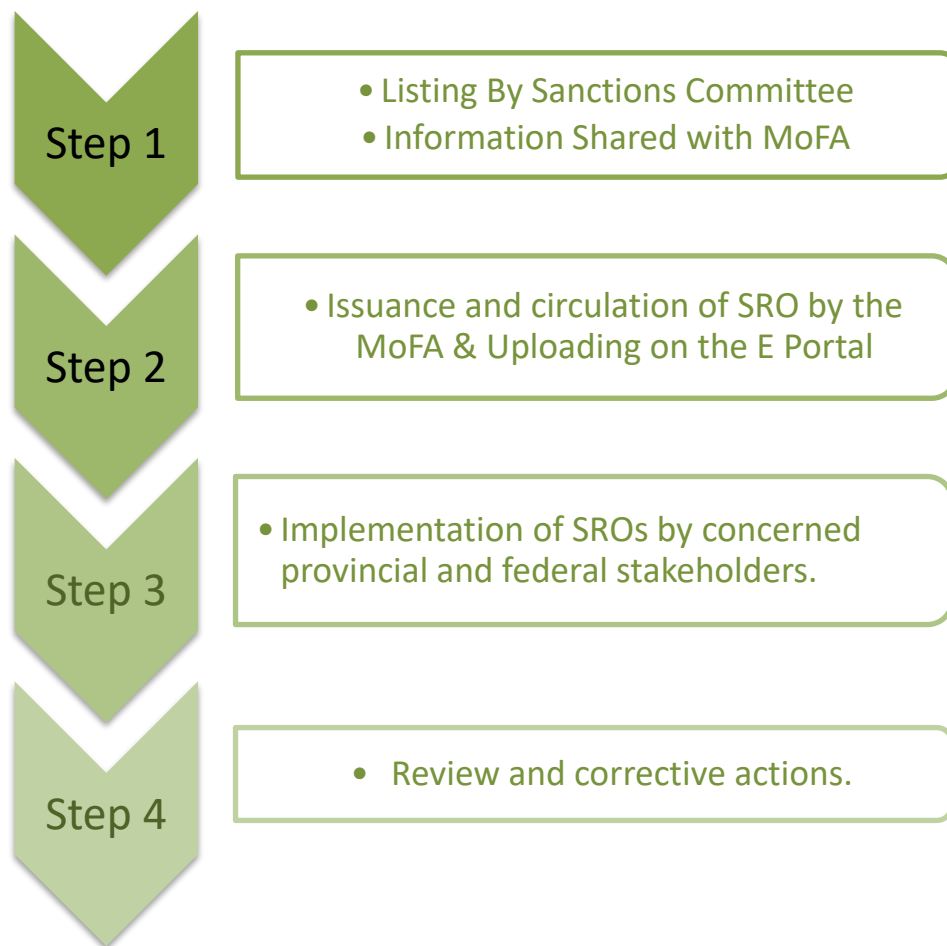 Step 1
• Listing By Sanctions Committee
• Information Shared with MoFA
Step 2
• Issuance and circulation of SRO by the
MoFA & Uploading on the E Portal
Step 3
• Implementation of SROs by concerned
provincial and federal stakeholders.
Step 4
• Review and corrective actions.